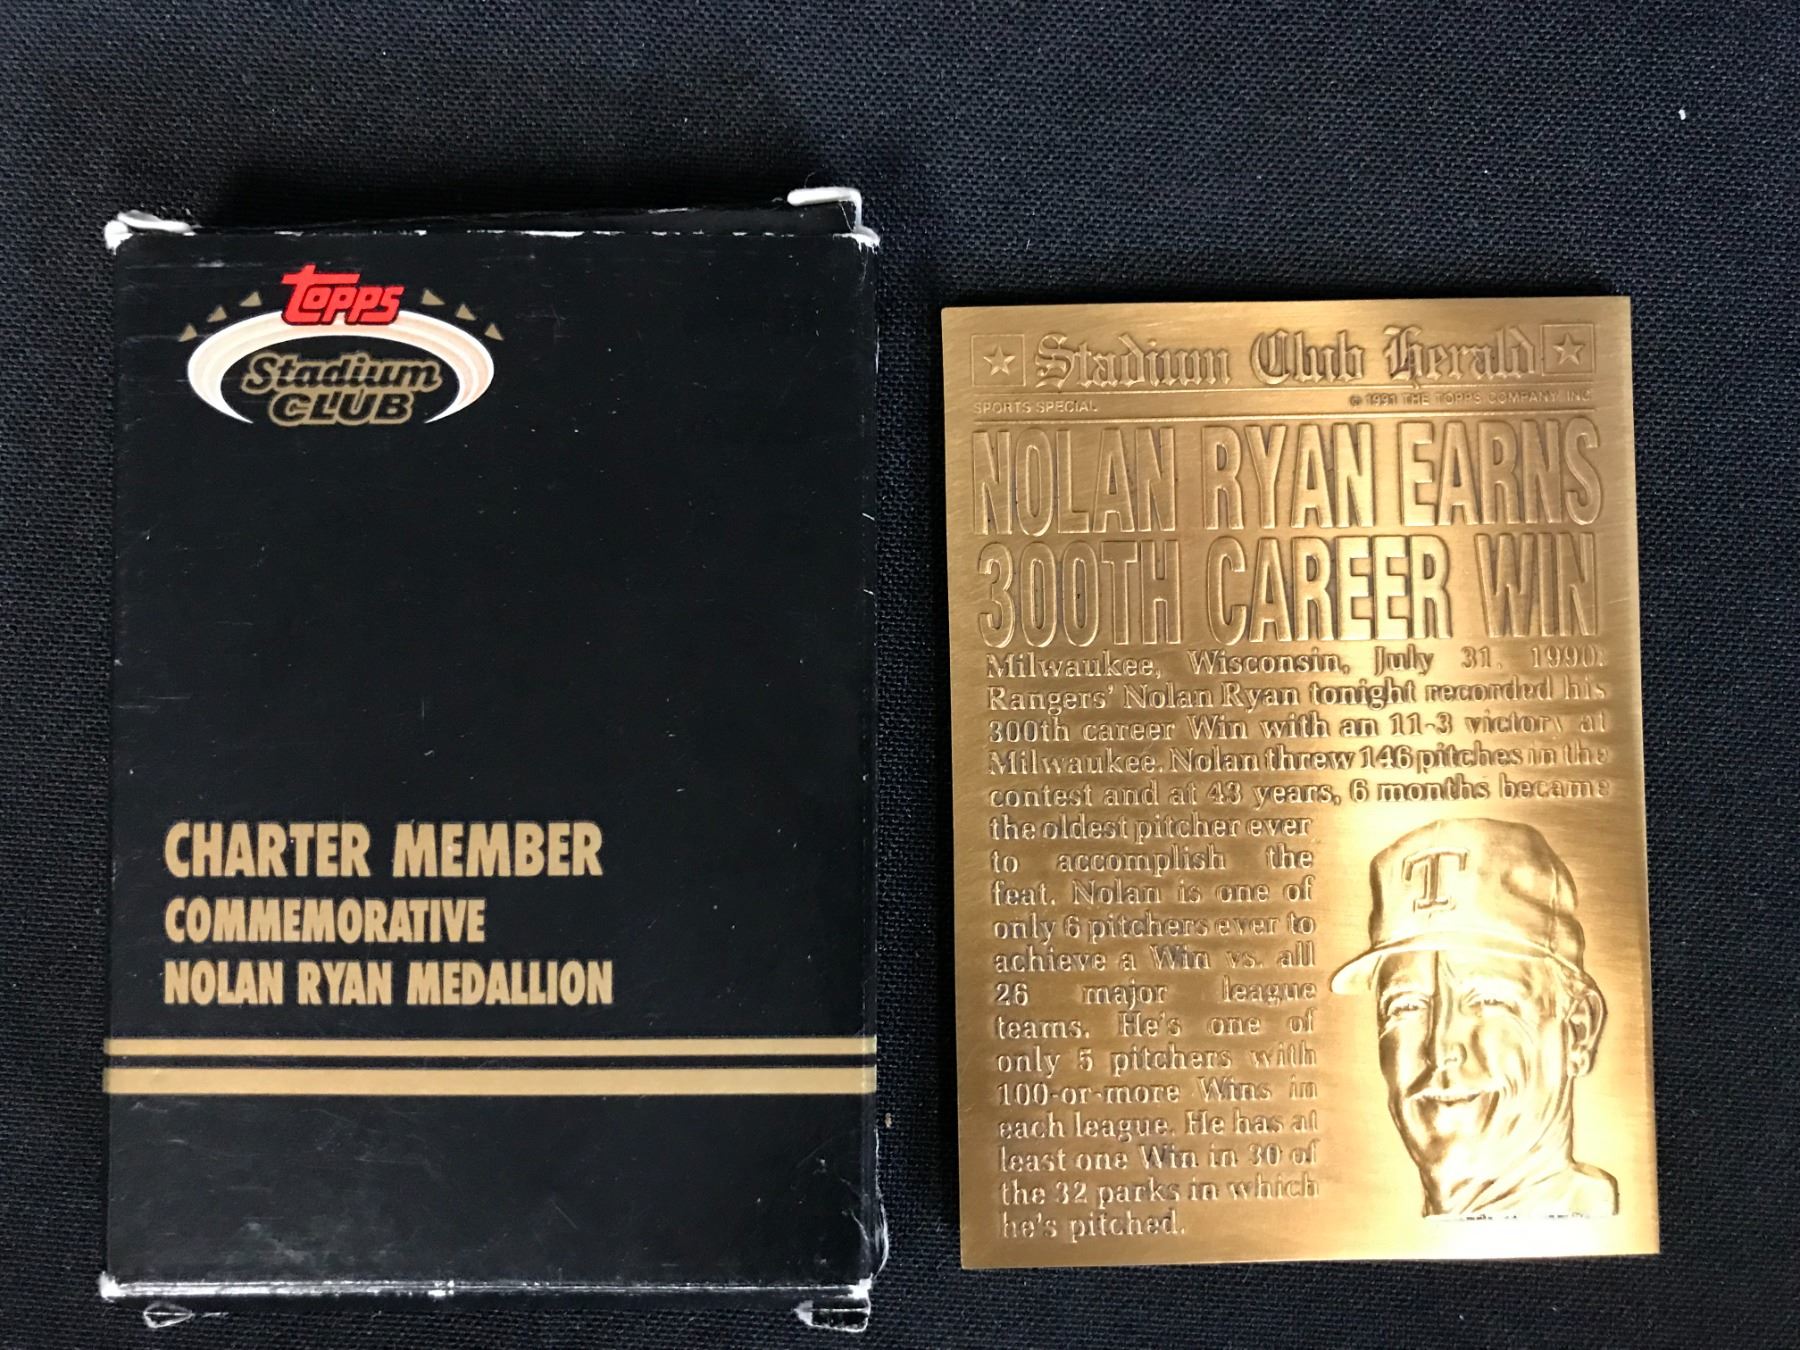 Topps
Stadium
CLUB
CHARTER MEMBER
COMMEMORATIVE
NOLAN RYAN MEDALLION
Stadium Club Herald
SPORTS SPECIAL
© 1991 THE TOPPS COMPANY, INC.
NOLAN RYAN EARNS
300TH CAREER WIN
Milwaukee, Wisconsin, July 31, 1990:
Rangers' Nolan Ryan tonight recorded his
300th career Win with an 11-3 victory at
Milwaukee. Nolan threw 146 pitches in the
contest and at 43 years, 6 months became
the oldest pitcher ever
to accomplish the
feat. Nolan is one of
only 6 pitchers ever to
achieve a Win vs. all
26 major league
teams. He's one of
only 5 pitchers with
100-or-more Wins in
each league. He has at
least one Win in 30 of
the 32 parks in which
he's pitched.
T